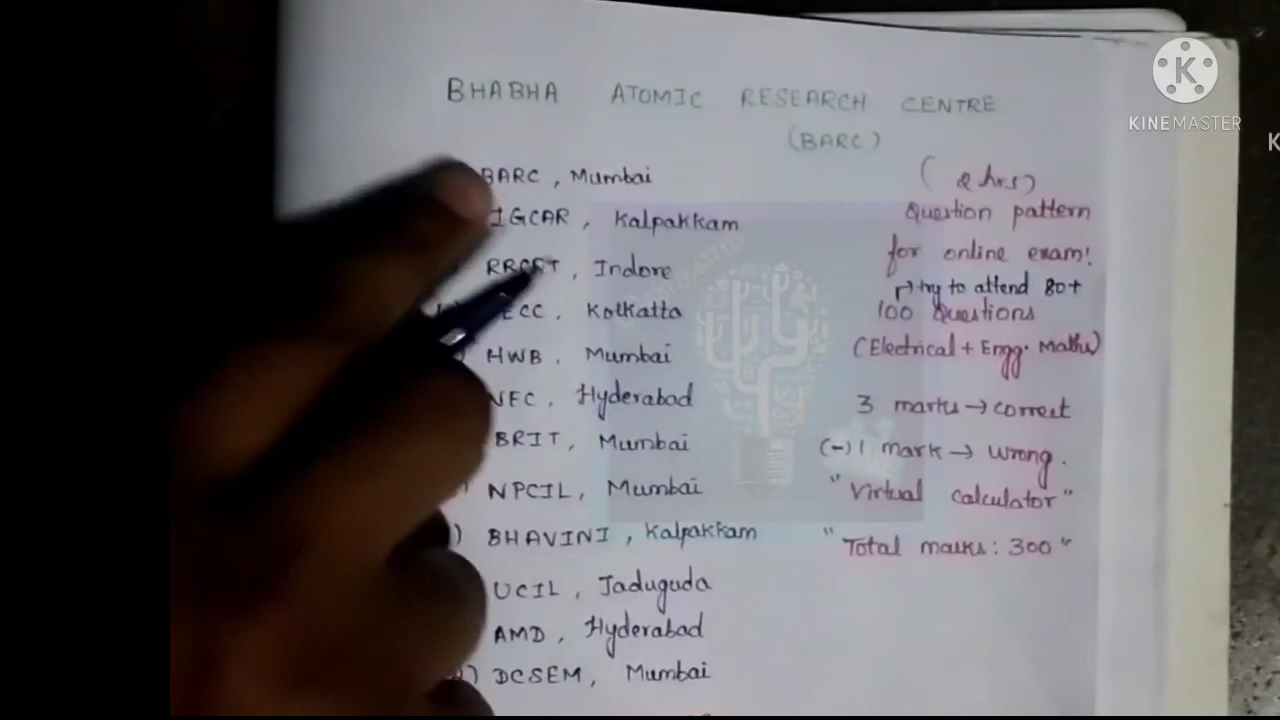 BHABHA ATOMIC RESEARCH CENTRE
(BARC)
BARC, Mumbai
IGCAR, Kalpakkam
Indore
Kolkatta
HWB, Mumbai
NFC, Hyderabad
BRIT, Mumbai
NPCIL, Mumbai
) BHAVINI, Kalpakkam
UCIL, Jaduguda
AMD, Hyderabad
) DCSEM, Mumbai
(2 hrs)
Question pattern
for online exam!
↱ try to attend 80+
100 Questions
(Electrical + Engg. Maths)
3 marks → correct
(-) 1 mark → wrong.
"Virtual calculator"
"Total marks: 300"
KINEMASTER
K